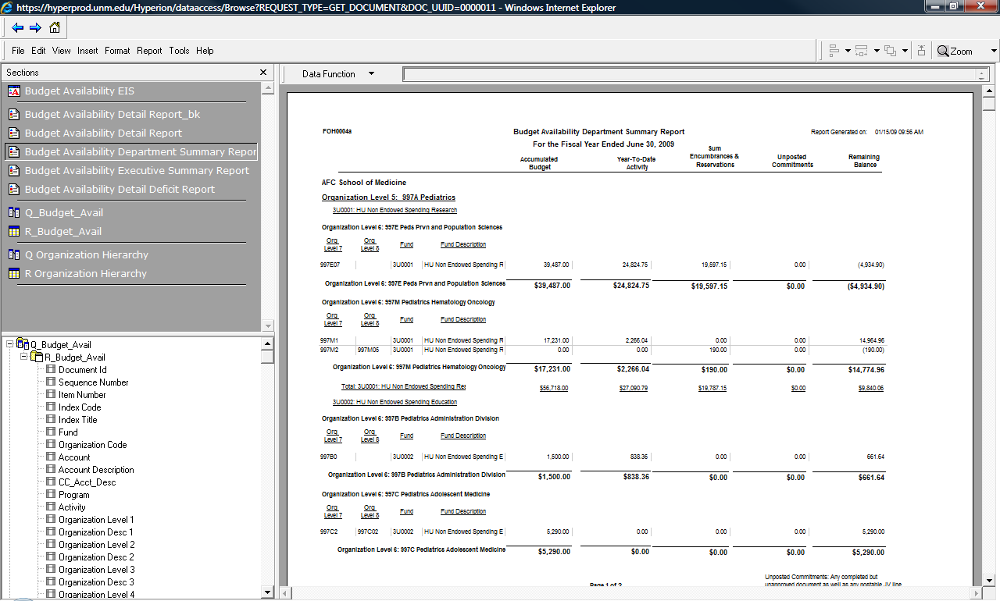 https://hyperprod.unm.edu/Hyperion/dataaccess/Browse?REQUEST_TYPE=GET_DOCUMENT&DOC_UUID=0000011 - Windows Internet Explorer
File Edit View Insert Format Report Tools Help
Zoom
Sections
Budget Availability EIS
Budget Availability Detail Report_bk
Budget Availability Detail Report
Budget Availability Department Summary Repor
Budget Availability Executive Summary Report
Budget Availability Detail Deficit Report
Q_Budget_Avail
R_Budget_Avail
Q Organization Hierarchy
R Organization Hierarchy
Q_Budget_Avail
R_Budget_Avail
Document Id
Sequence Number
Item Number
Index Code
Index Title
Fund
Organization Code
Account
Account Description
CC_Acct_Desc
Program
Activity
Organization Level 1
Organization Desc 1
Organization Level 2
Organization Desc 2
Organization Level 3
Organization Desc 3
Organization Level 4
Data Function
FOH0004a Budget Availability Department Summary Report Report Generated on: 01/15/09 09:56 AM
For the Fiscal Year Ended June 30, 2009
Accumulated Budget Year-To-Date Activity Sum Encumbrances & Reservations Unposted Commitments Remaining Balance
AFC School of Medicine
Organization Level 5: 997A Pediatrics
3U0001: HU Non Endowed Spending Research
Organization Level 6: 997E Peds Prvn and Population Sciences
Org Level 7 Org Level 8 Fund Fund Description
997E07 3U0001 HU Non Endowed Spending R 39,487.00 24,824.75 19,597.15 0.00 (4,934.90)
Organization Level 6: 997E Peds Prvn and Population Sciences $39,487.00 $24,824.75 $19,597.15 $0.00 ($4,934.90)
Organization Level 6: 997M Pediatrics Hematology Oncology
Org Level 7 Org Level 8 Fund Fund Description
997M1 3U0001 HU Non Endowed Spending R 17,231.00 2,266.04 0.00 0.00 14,964.96
997M2 997M05 3U0001 HU Non Endowed Spending R 0.00 0.00 190.00 0.00 (190.00)
Organization Level 6: 997M Pediatrics Hematology Oncology $17,231.00 $2,266.04 $190.00 $0.00 $14,774.96
Total: 3U0001: HU Non Endowed Spending Res $56,718.00 $27,090.79 $19,787.15 $0.00 $9,840.06
3U0002: HU Non Endowed Spending Education
Organization Level 6: 997B Pediatrics Administration Division
Org Level 7 Org Level 8 Fund Fund Description
997B0 3U0002 HU Non Endowed Spending E 1,500.00 838.36 0.00 0.00 661.64
Organization Level 6: 997B Pediatrics Administration Division $1,500.00 $838.36 $0.00 $0.00 $661.64
Organization Level 6: 997C Pediatrics Adolescent Medicine
Org Level 7 Org Level 8 Fund Fund Description
997C2 997C02 3U0002 HU Non Endowed Spending E 5,290.00 0.00 0.00 0.00 5,290.00
Organization Level 6: 997C Pediatrics Adolescent Medicine $5,290.00 $0.00 $0.00 $0.00 $5,290.00
Unposted Commitments: Any completed but
Page 1 of 2 unapproved document as well as any postable JV line